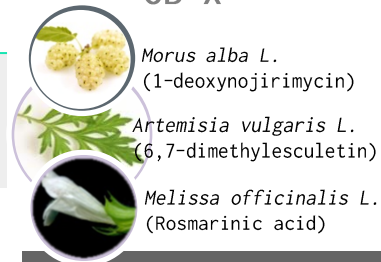 Morus alba L.
(1-deoxynojirimycin)
Artemisia vulgaris L.
(6,7-dimethylesculetin)
Melissa officinalis L.
(Rosmarinic acid)